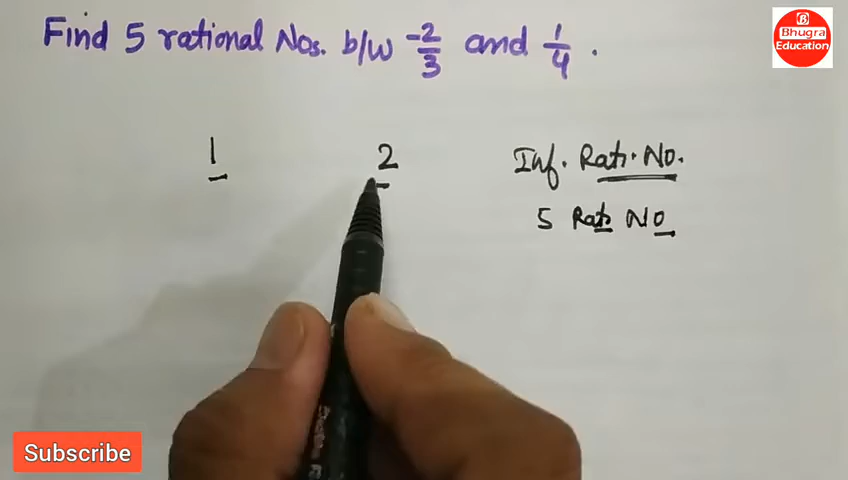 Find 5 rational Nos. b/w -2/3 and 1/4.
1 2 Inf. Rati. No.
5 Rati No
Bhugra
Education
Subscribe